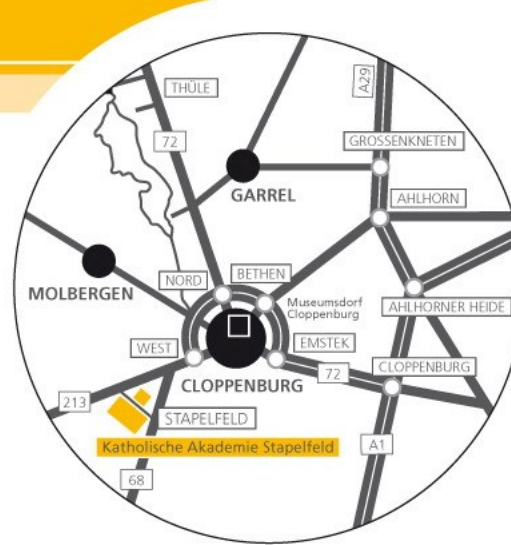 THÜLE
A29
72
GROSSENKNETEN
GARREL
AHLHORN
NORD
BETHEN
MOLBERGEN
Museumsdorf
Cloppenburg
AHLHORNER HEIDE
WEST
EMSTEK
CLOPPENBURG
72
CLOPPENBURG
213
STAPELFELD
Katholische Akademie Stapelfeld
A1
68